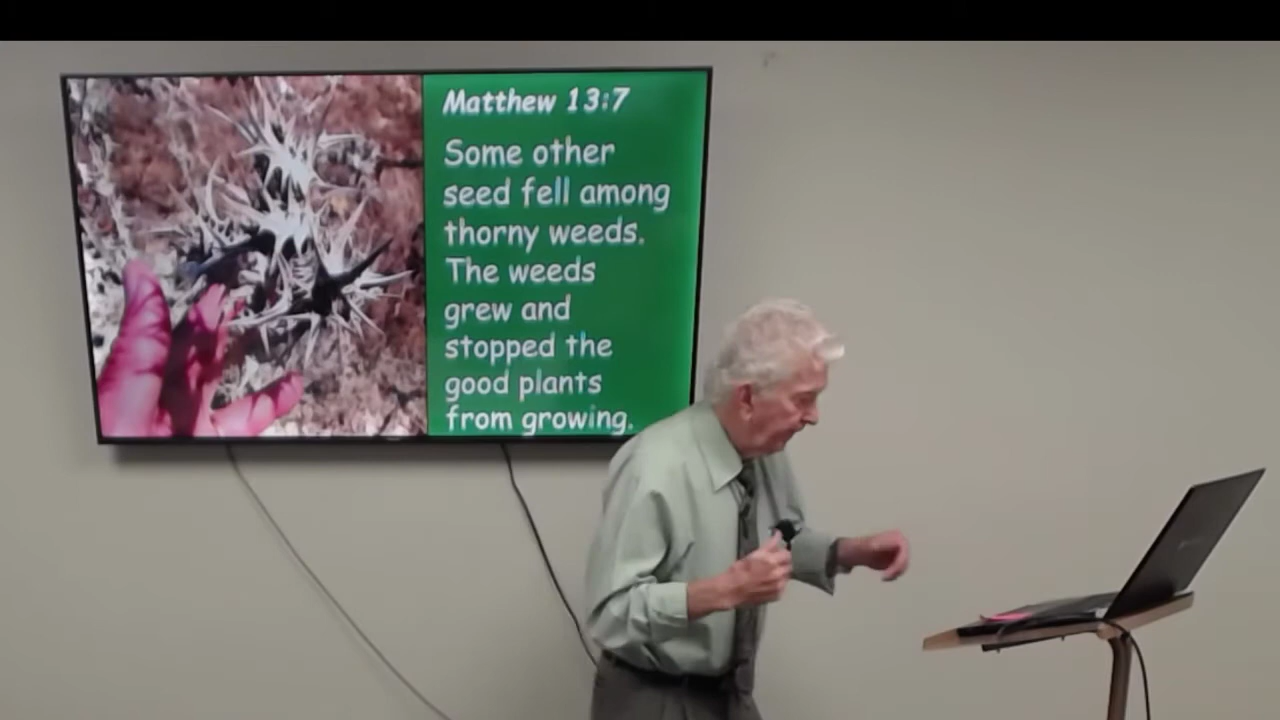 Matthew 13:7
Some other
seed fell among
thorny weeds.
The weeds
grew and
stopped the
good plants
from growing.